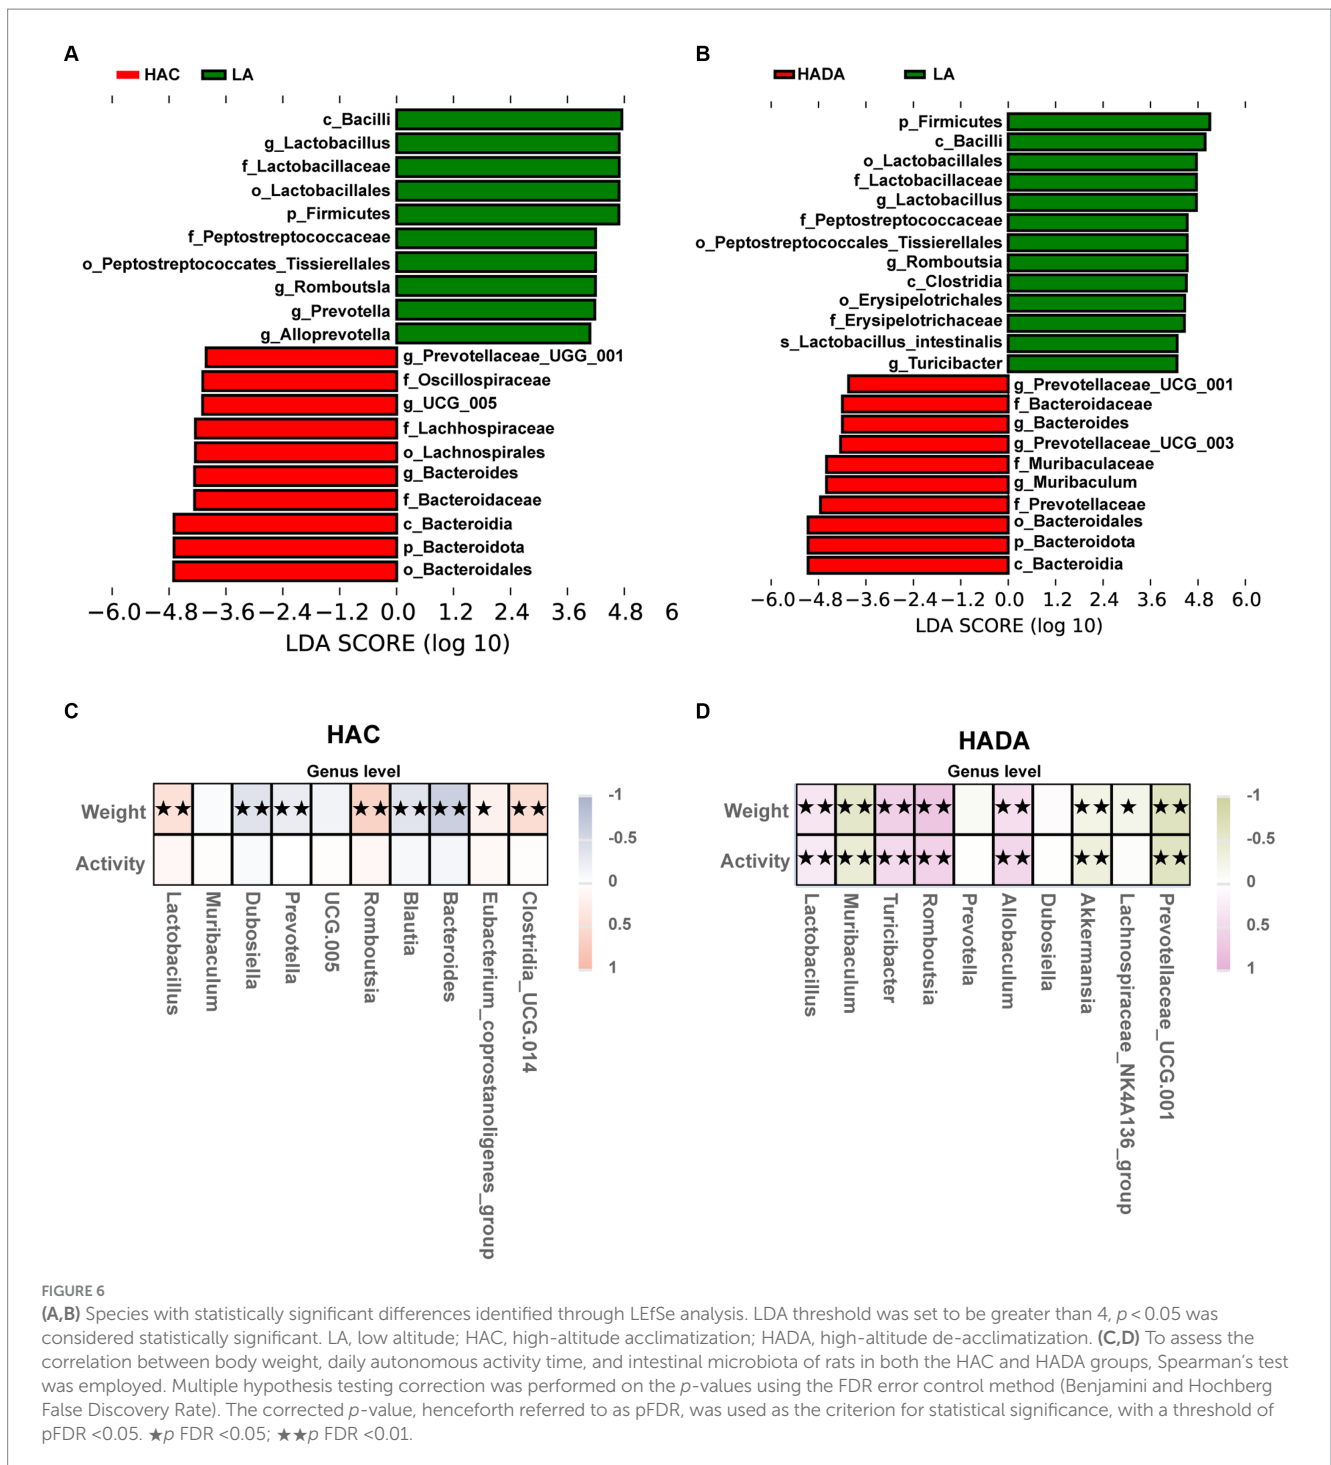 A
HAC LA
c_Bacilli
g_Lactobacillus
f_Lactobacillaceae
o_Lactobacillales
p_Firmicutes
f_Peptostreptococcaceae
o_Peptostreptococcates_Tissierellales
g_Romboutsla
g_Prevotella
g_Alloprevotella
g_Prevotellaceae_UGG_001
f_Oscillospiraceae
g_UCG_005
f_Lachhospiraceae
o_Lachnospirales
g_Bacteroides
f_Bacteroidaceae
c_Bacteroidia
p_Bacteroidota
o_Bacteroidales
−6.0 −4.8 −3.6 −2.4 −1.2 0.0 1.2 2.4 3.6 4.8 6
LDA SCORE (log 10)
B
HADA LA
p_Firmicutes
c_Bacilli
o_Lactobacillales
f_Lactobacillaceae
g_Lactobacillus
f_Peptostreptococcaceae
o_Peptostreptococcales_Tissierellales
g_Romboutsia
c_Clostridia
o_Erysipelotrichales
f_Erysipelotrichaceae
s_Lactobacillus_intestinalis
g_Turicibacter
g_Prevotellaceae_UCG_001
f_Bacteroidaceae
g_Bacteroides
g_Prevotellaceae_UCG_003
f_Muribaculaceae
g_Muribaculum
f_Prevotellaceae
o_Bacteroidales
p_Bacteroidota
c_Bacteroidia
−6.0 −4.8 −3.6 −2.4 −1.2 0.0 1.2 2.4 3.6 4.8 6.0
LDA SCORE (log 10)
C
HAC
Genus level
Weight ★★ ★★ ★★ ★★ ★★ ★★ ★ ★★
Activity
Lactobacillus
Muribaculum
Dubosiella
Prevotella
UCG.005
Romboutsia
Blautia
Bacteroides
Eubacterium_coprostanoligenes_group
Clostridia_UCG.014
-1
-0.5
0
0.5
1
D
HADA
Genus level
Weight ★★ ★★ ★★ ★★ ★★ ★★ ★ ★★
Activity ★★ ★★ ★★ ★★ ★★ ★★ ★★
Lactobacillus
Muribaculum
Turicibacter
Romboutsia
Prevotella
Allobaculum
Dubosiella
Akkermansia
Lachnospiraceae_NK4A136_group
Prevotellaceae_UCG.001
-1
-0.5
0
0.5
1
FIGURE 6
(A,B) Species with statistically significant differences identified through LEfSe analysis. LDA threshold was set to be greater than 4, p < 0.05 was
considered statistically significant. LA, low altitude; HAC, high-altitude acclimatization; HADA, high-altitude de-acclimatization. (C,D) To assess the
correlation between body weight, daily autonomous activity time, and intestinal microbiota of rats in both the HAC and HADA groups, Spearman's test
was employed. Multiple hypothesis testing correction was performed on the p-values using the FDR error control method (Benjamini and Hochberg
False Discovery Rate). The corrected p-value, henceforth referred to as pFDR, was used as the criterion for statistical significance, with a threshold of
pFDR <0.05. ★p FDR <0.05; ★★p FDR <0.01.